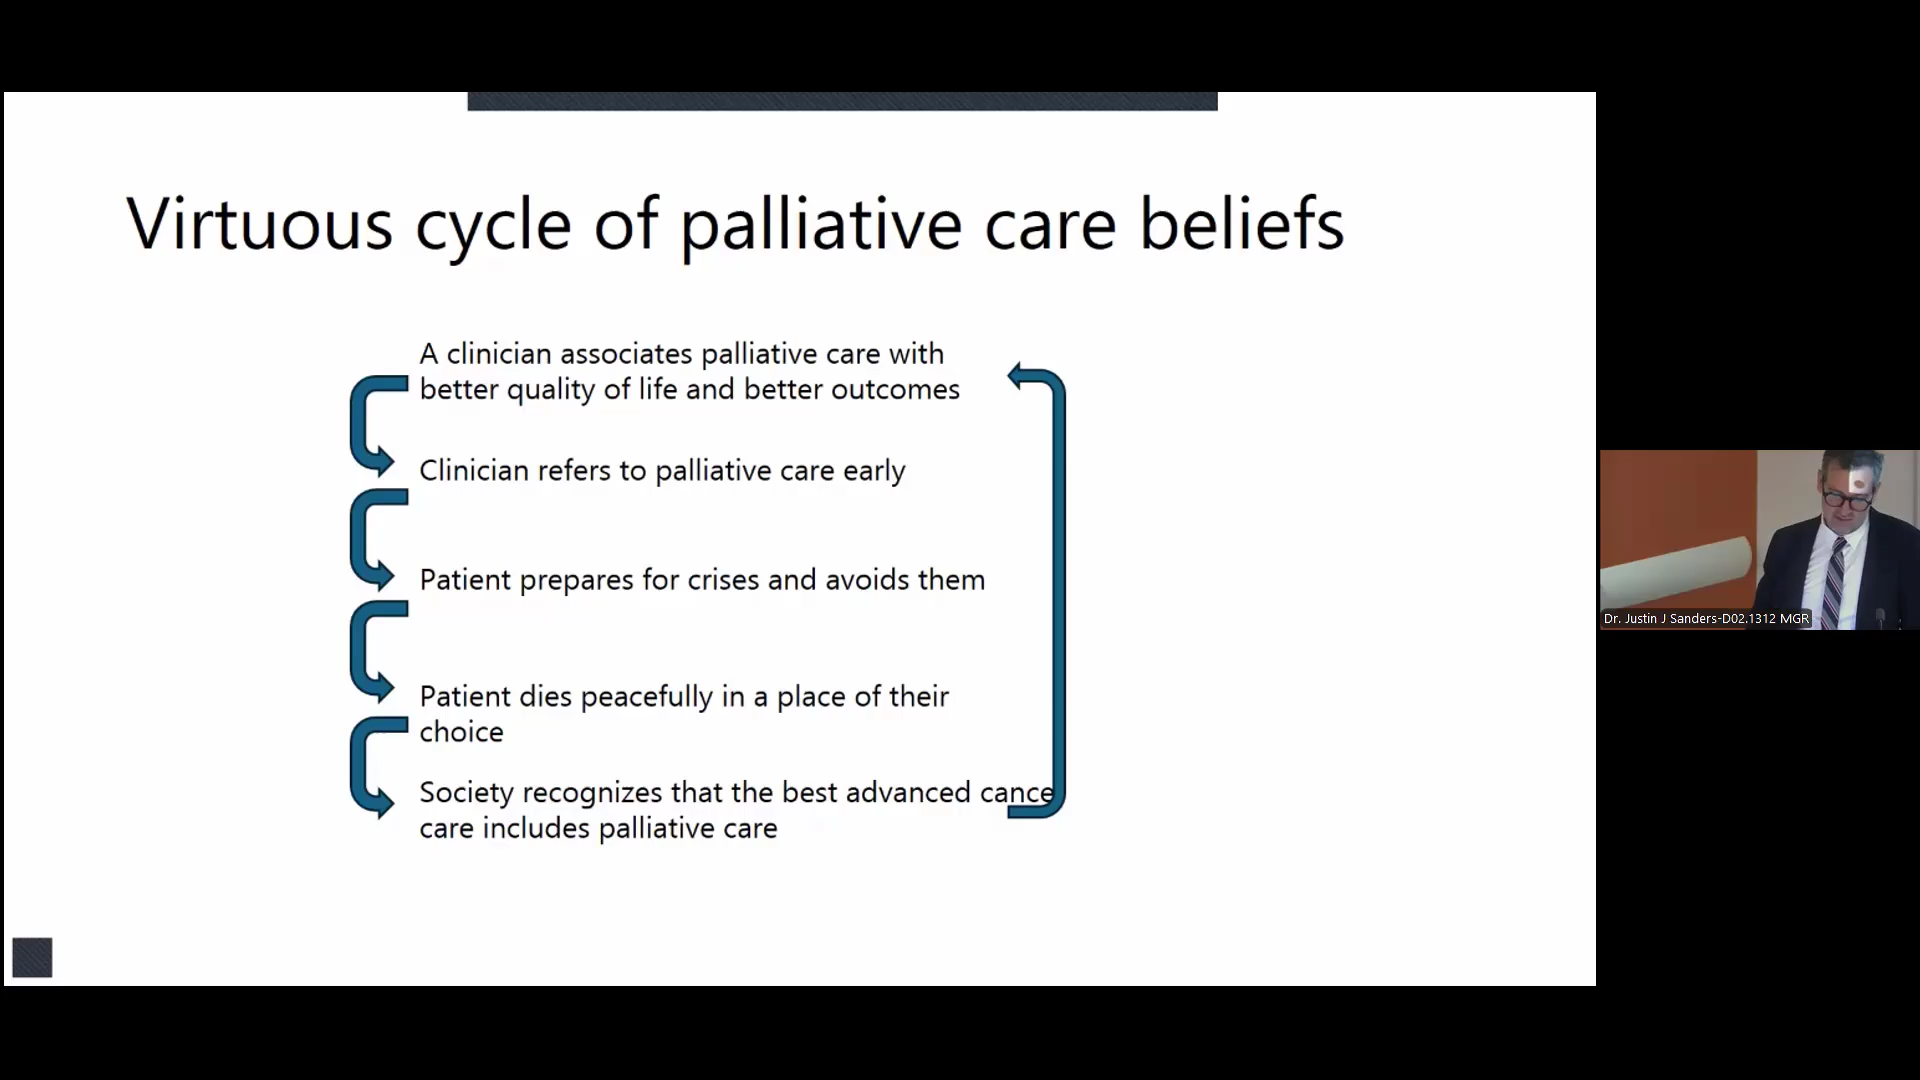 Virtuous cycle of palliative care beliefs
A clinician associates palliative care with
better quality of life and better outcomes
Clinician refers to palliative care early
Patient prepares for crises and avoids them
Patient dies peacefully in a place of their
choice
Society recognizes that the best advanced cance
care includes palliative care
Dr. Justin J Sanders-D02.1312 MGR